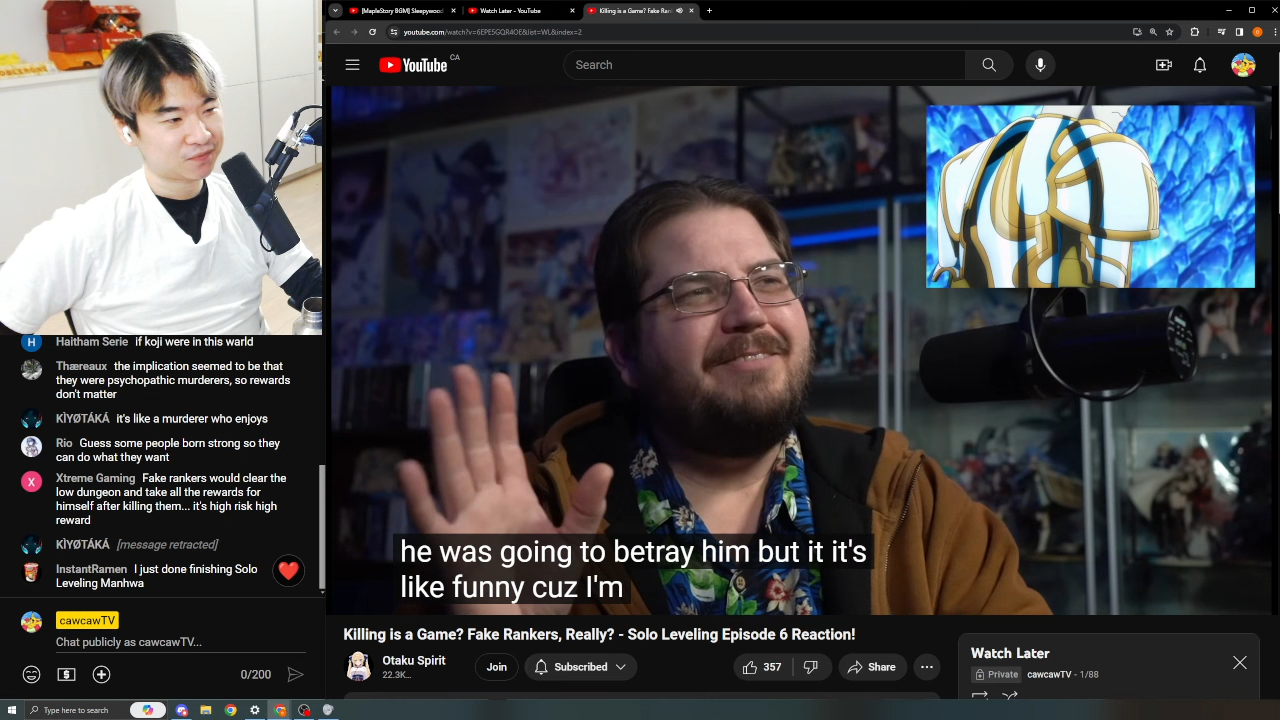 [MapleStory BGM] Sleepywood
Watch Later - YouTube
Killing is a Game? Fake Ran
youtube.com/watch?v=6EPE5GQR4OE&list=WL&index=2
YouTube CA
Search
he was going to betray him but it it's
like funny cuz I'm
Haitham Serie if koji were in this warld
Thæreaux the implication seemed to be that
they were psychopathic murderers, so rewards
don't matter
KÌYØTÁKÁ it's like a murderer who enjoys
Rio Guess some people born strong so they
can do what they want
X
Xtreme Gaming Fake rankers would clear the
low dungeon and take all the rewards for
himself after killing them... it's high risk high
reward
KÌYØTÁKÁ [message retracted]
InstantRamen I just done finishing Solo
Leveling Manhwa
cawcawTV
Chat publicly as cawcawTV...
0/200
Killing is a Game? Fake Rankers, Really? - Solo Leveling Episode 6 Reaction!
Otaku Spirit
22.3K...
Join
Subscribed
357
Share
Watch Later
Private cawcawTV - 1/88
Type here to search